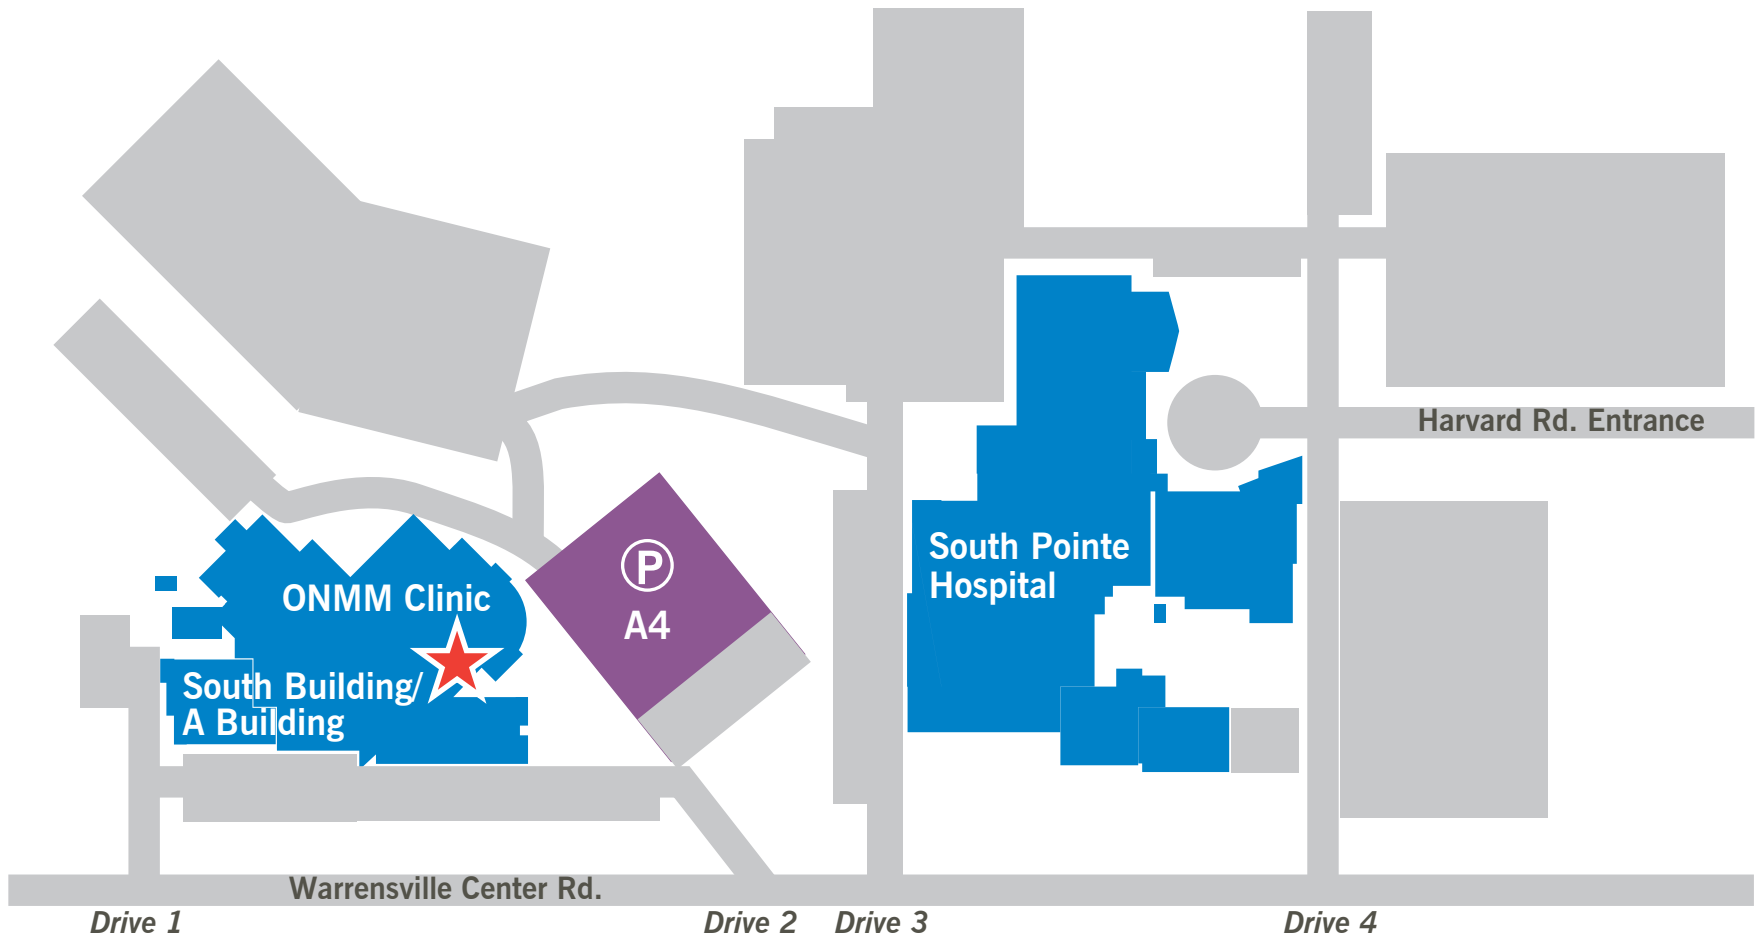 Harvard Rd. Entrance
South Pointe
Hospital
P
A4
ONMM Clinic
South Building/
A Building
Warrensville Center Rd.
Drive 1
Drive 2
Drive 3
Drive 4